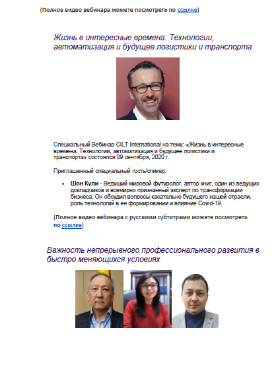 (Полное видео вебинара можете посмотреть по ссылке)
Жизнь в интересные времена: Технологии,
автоматизация и будущее логистики и транспорта
Специальный Вебинар CILT International на тему: «Жизнь в интересные
времена: Технологии, автоматизация и будущее логистики и
транспорта» состоялся 09 сентября, 2020 г.
Приглашенный специальный гость/спикер:
• Шон Кули - Ведущий мировой футуролог, автор книг, один из ведущих
докладчиков и всемирно признанный эксперт по трансформации
бизнеса. Он обсудил вопросы касательно будущего нашей отрасли,
роль технологий в ее формировании и влияние Covid-19.
(Полное видео вебинара с русскими субтитрами можете посмотреть
по ссылке)
Важность непрерывного профессионального развития в
быстро меняющихся условиях